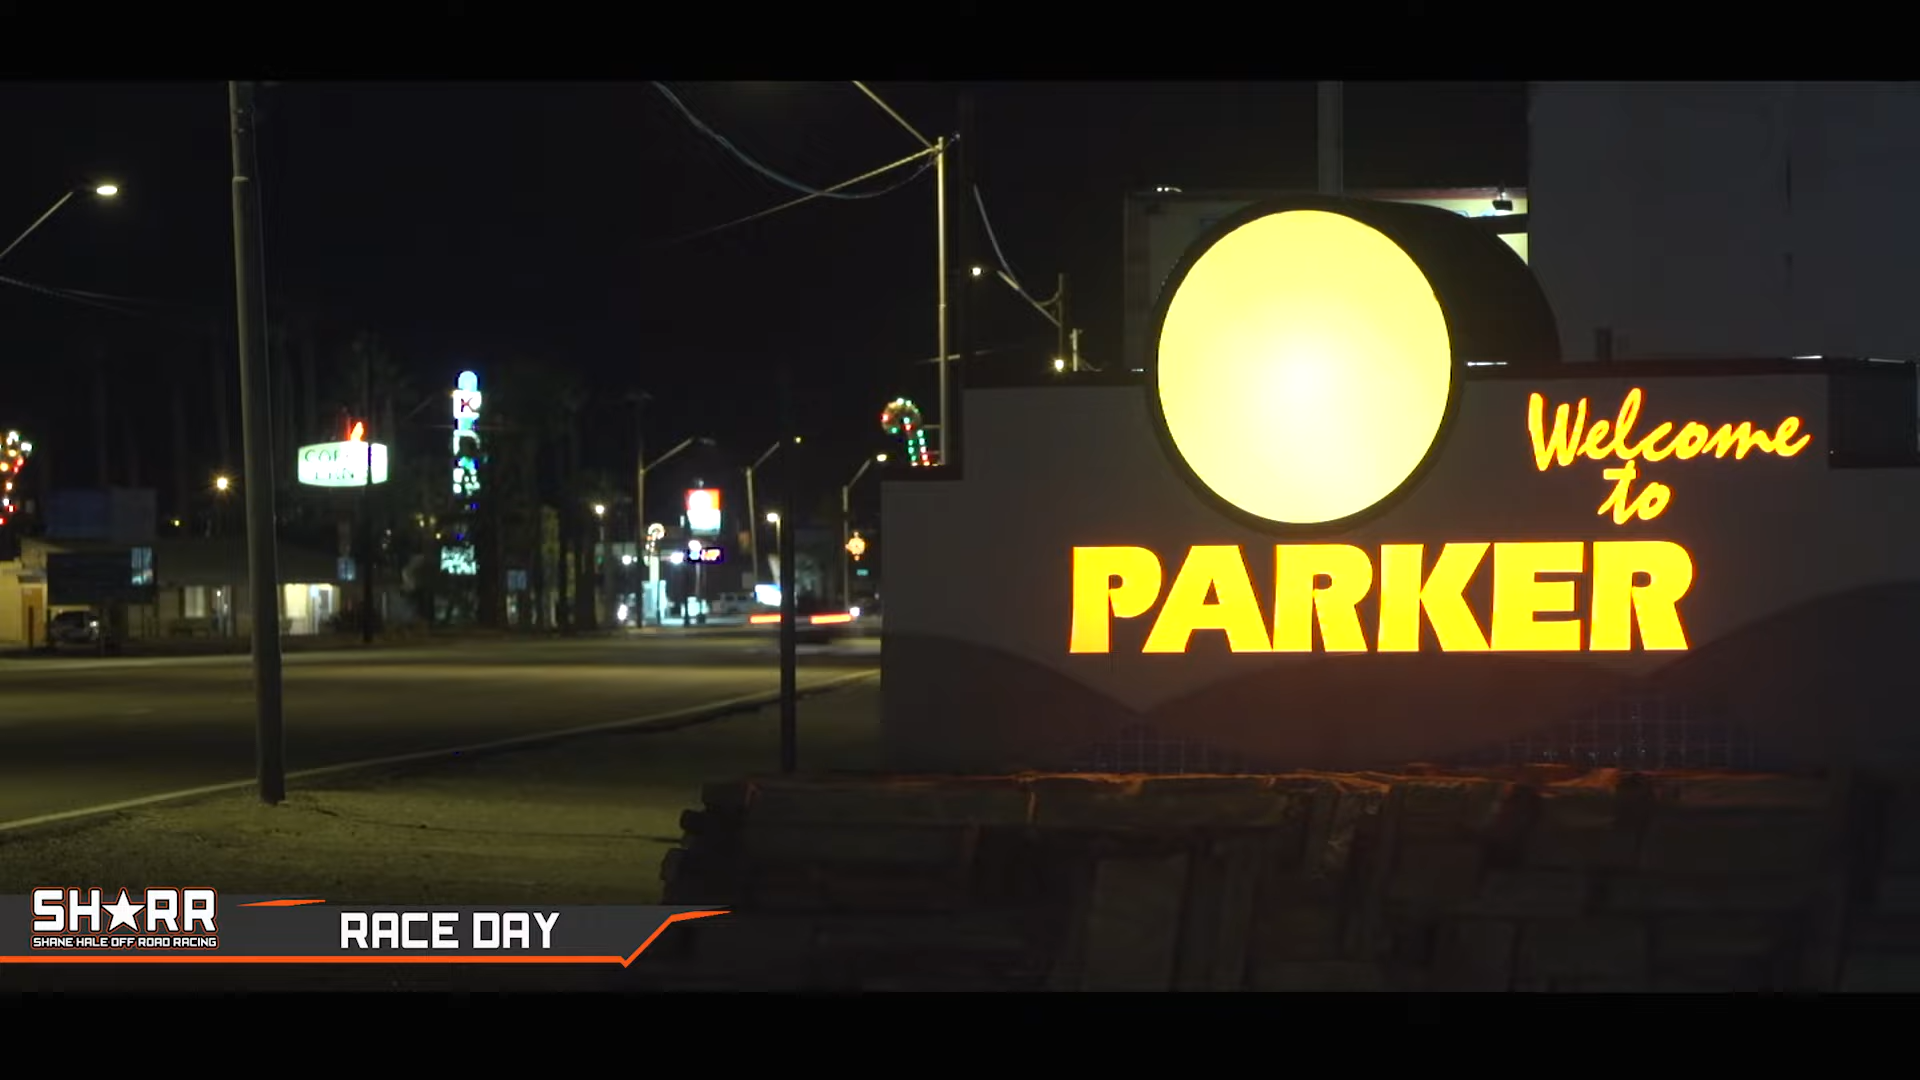 Welcome
to
PARKER
SH★RR
SHANE HALE OFF ROAD RACING
RACE DAY